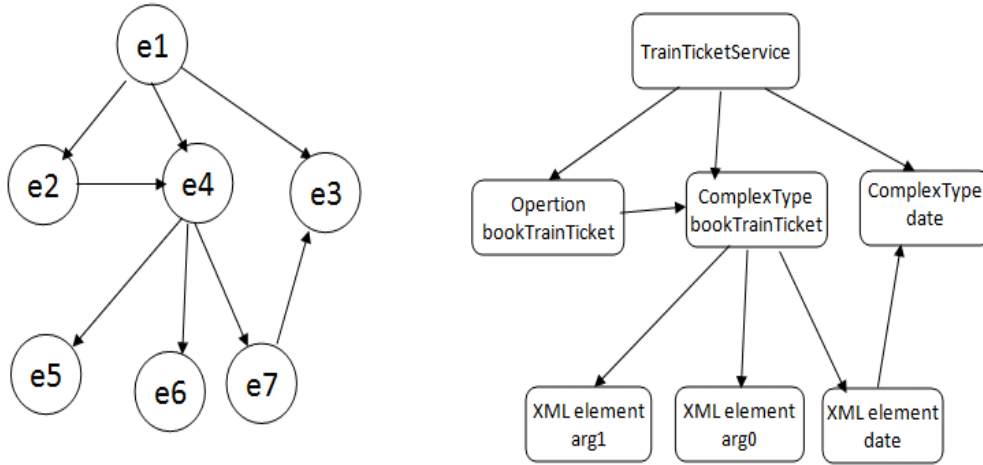 e1
e2
e4
e3
e5
e6
e7
TrainTicketService
Opertion
bookTrainTicket
ComplexType
bookTrainTicket
ComplexType
date
XML element
arg1
XML element
arg0
XML element
date